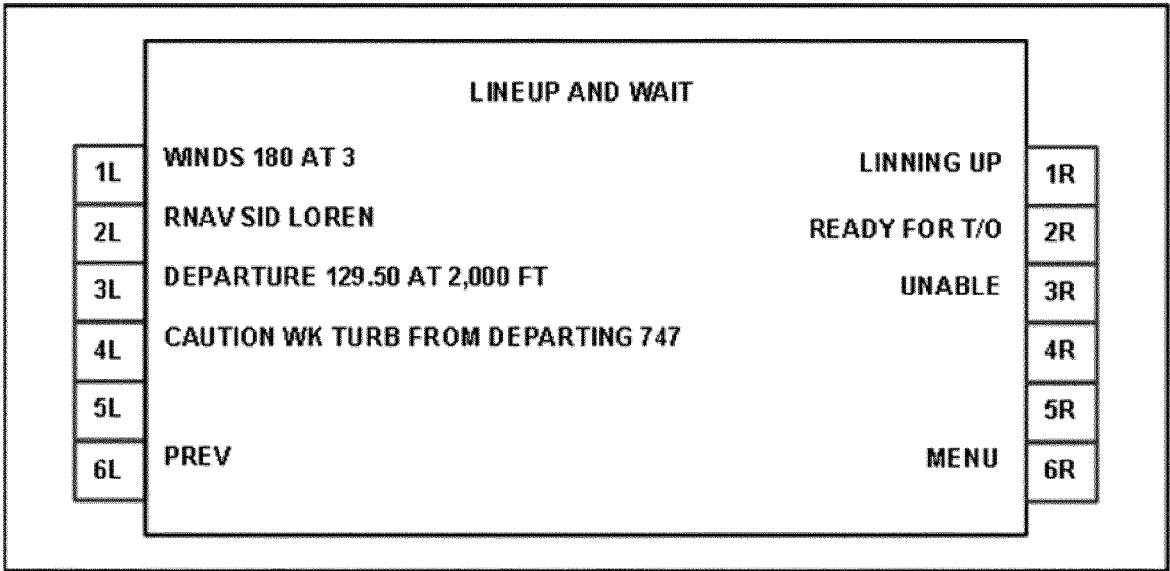 LINEUP AND WAIT
1L WINDS 180 AT 3 LINNING UP 1R
2L RNAV SID LOREN READY FOR T/O 2R
3L DEPARTURE 129.50 AT 2,000 FT UNABLE 3R
4L CAUTION WK TURB FROM DEPARTING 747 4R
5L 5R
6L PREV MENU 6R